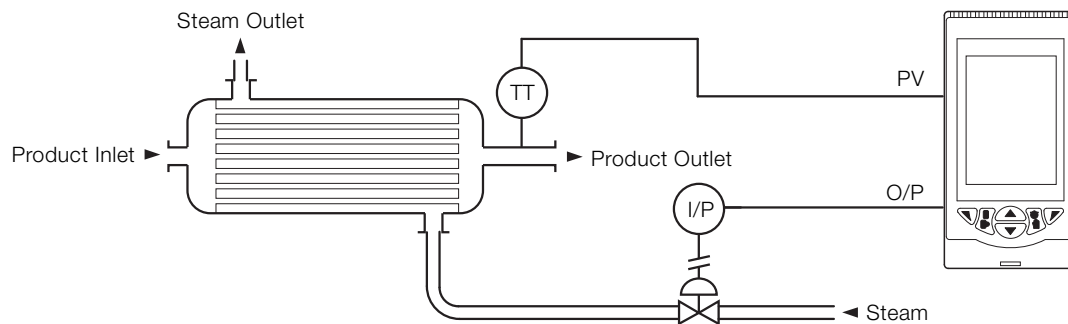 Steam Outlet
TT
PV
Product Inlet
Product Outlet
I/P
O/P
Steam